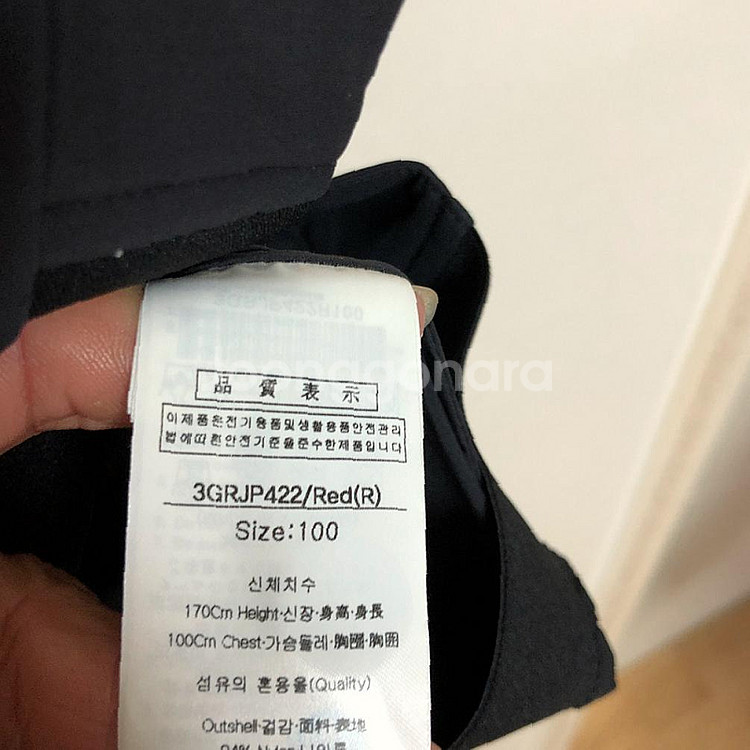 品質表示
이제품은전기용품및생활용품안전관리
법에따른안전기준을준수한제품입니다
3GRJP422/Red(R)
Size:100
신체치수
170Cm Height·신장·身高·身長
100Cm Chest·가슴둘레·胸圍·胸囲
섬유의 혼용율(Quality)
Outshell·겉감·面料·表地